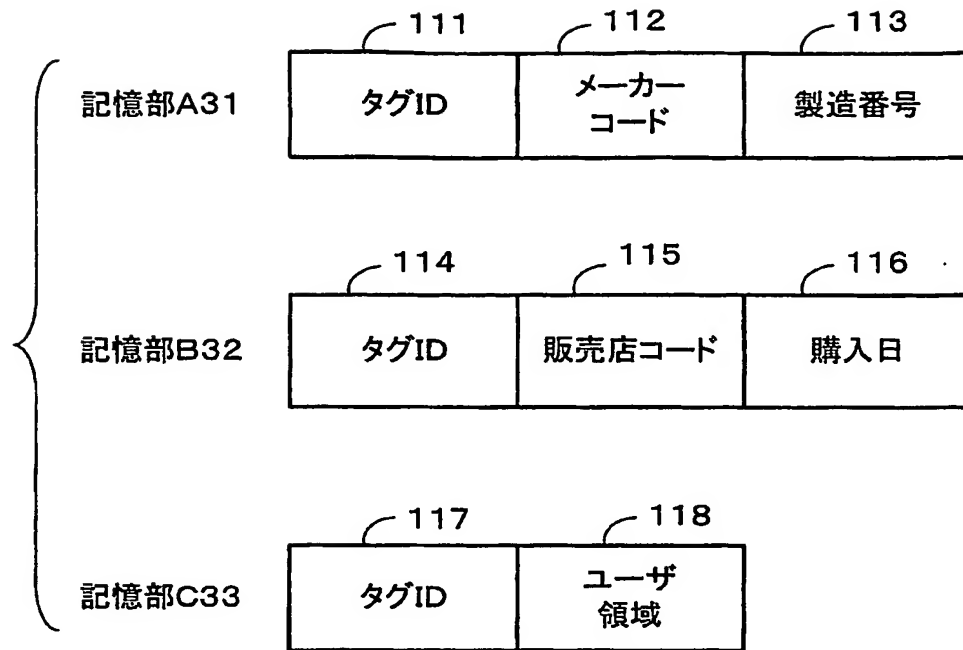 111 112 113
記憶部A31 タグID メーカーコード 製造番号
114 115 116
記憶部B32 タグID 販売店コード 購入日
117 118
記憶部C33 タグID ユーザ領域